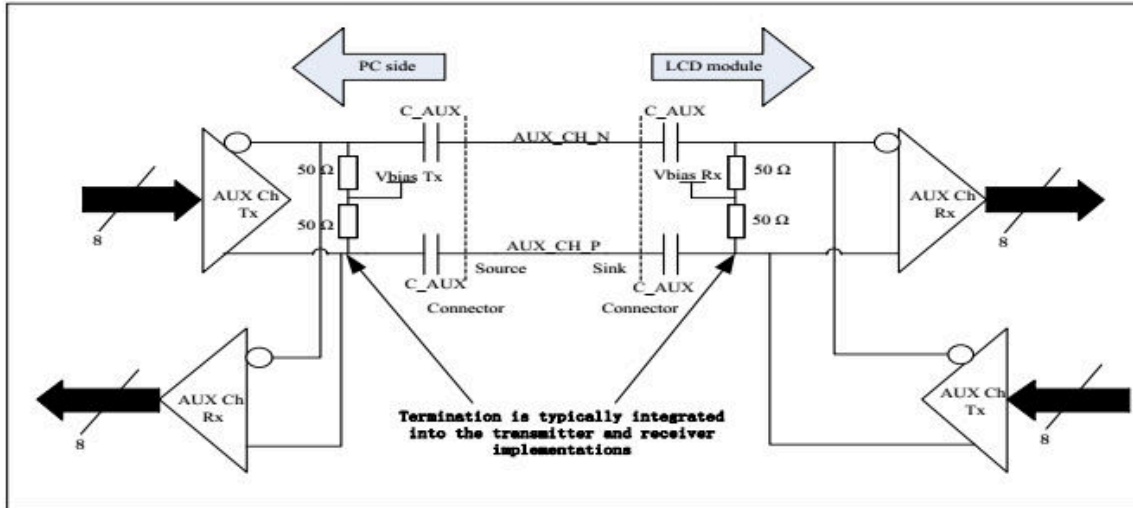 PC side
LCD module
C_AUX
C_AUX
AUX_CH_N
50 Ω
Vbias Tx
Vbias Rx
50 Ω
AUX Ch
Tx
AUX Ch
Rx
8
8
50 Ω
50 Ω
AUX_CH_P
Source
Sink
C_AUX
C_AUX
Connector
Connector
AUX Ch
Rx
AUX Ch
Tx
8
8
Termination is typically integrated
into the transmitter and receiver
implementations